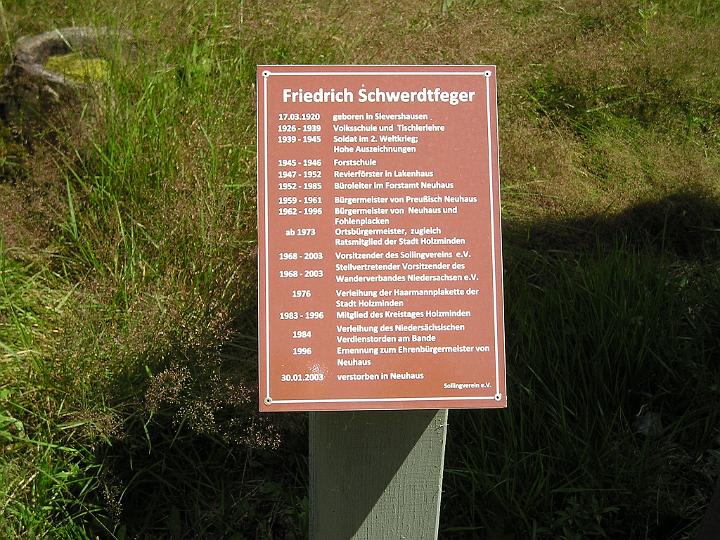 Friedrich Schwerdtfeger
17.03.1920 geboren in Sievershausen
1926 - 1939 Volksschule und Tischlerlehre
1939 - 1945 Soldat im 2. Weltkrieg;
Hohe Auszeichnungen
1945 - 1946 Forstschule
1947 - 1952 Revierförster in Lakenhaus
1952 - 1985 Büroleiter im Forstamt Neuhaus
1959 - 1961 Bürgermeister von Preußisch Neuhaus
1962 - 1996 Bürgermeister von Neuhaus und
Fohlenplacken
ab 1973 Ortsbürgermeister, zugleich
Ratsmitglied der Stadt Holzminden
1968 - 2003 Vorsitzender des Sollingvereins e.V.
1968 - 2003 Stellvertretender Vorsitzender des
Wanderverbandes Niedersachsen e.V.
1976 Verleihung der Haarmannplakette der
Stadt Holzminden
1983 - 1996 Mitglied des Kreistages Holzminden
1984 Verleihung des Niedersächsischen
Verdienstorden am Bande
1996 Ernennung zum Ehrenbürgermeister von
Neuhaus
30.01.2003 verstorben in Neuhaus
Sollingverein e.V.